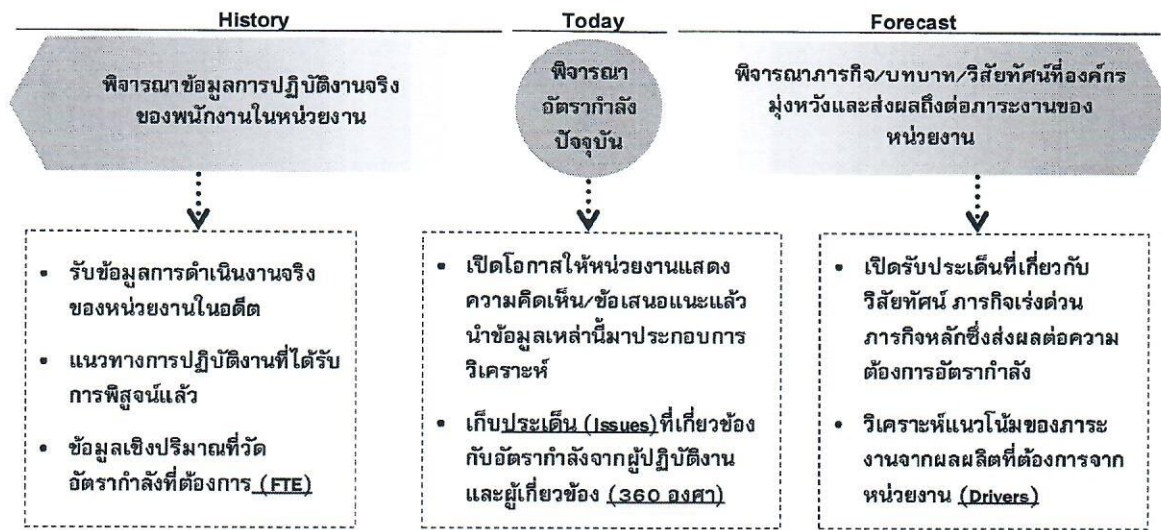 History
Today
Forecast
พิจารณาข้อมูลการปฏิบัติงานจริง
ของพนักงานในหน่วยงาน
พิจารณา
อัตรากำลัง
ปัจจุบัน
พิจารณาภารกิจ/บทบาท/วิสัยทัศน์ที่องค์กร
มุ่งหวังและส่งผลถึงต่อภาระงานของ
หน่วยงาน
• รับข้อมูลการดำเนินงานจริง
ของหน่วยงานในอดีต
• แนวทางการปฏิบัติงานที่ได้รับ
การพิสูจน์แล้ว
• ข้อมูลเชิงปริมาณที่วัด
อัตรากำลังที่ต้องการ (FTE)
• เปิดโอกาสให้หน่วยงานแสดง
ความคิดเห็น/ข้อเสนอแนะแล้ว
นำข้อมูลเหล่านี้มาประกอบการ
วิเคราะห์
• เก็บประเด็น (Issues)ที่เกี่ยวข้อง
กับอัตรากำลังจากผู้ปฏิบัติงาน
และผู้เกี่ยวข้อง (360 องศา)
• เปิดรับประเด็นที่เกี่ยวกับ
วิสัยทัศน์ ภารกิจเร่งด่วน
ภารกิจหลักซึ่งส่งผลต่อความ
ต้องการอัตรากำลัง
• วิเคราะห์แนวโน้มของภาระ
งานจากผลผลิตที่ต้องการจาก
หน่วยงาน (Drivers)